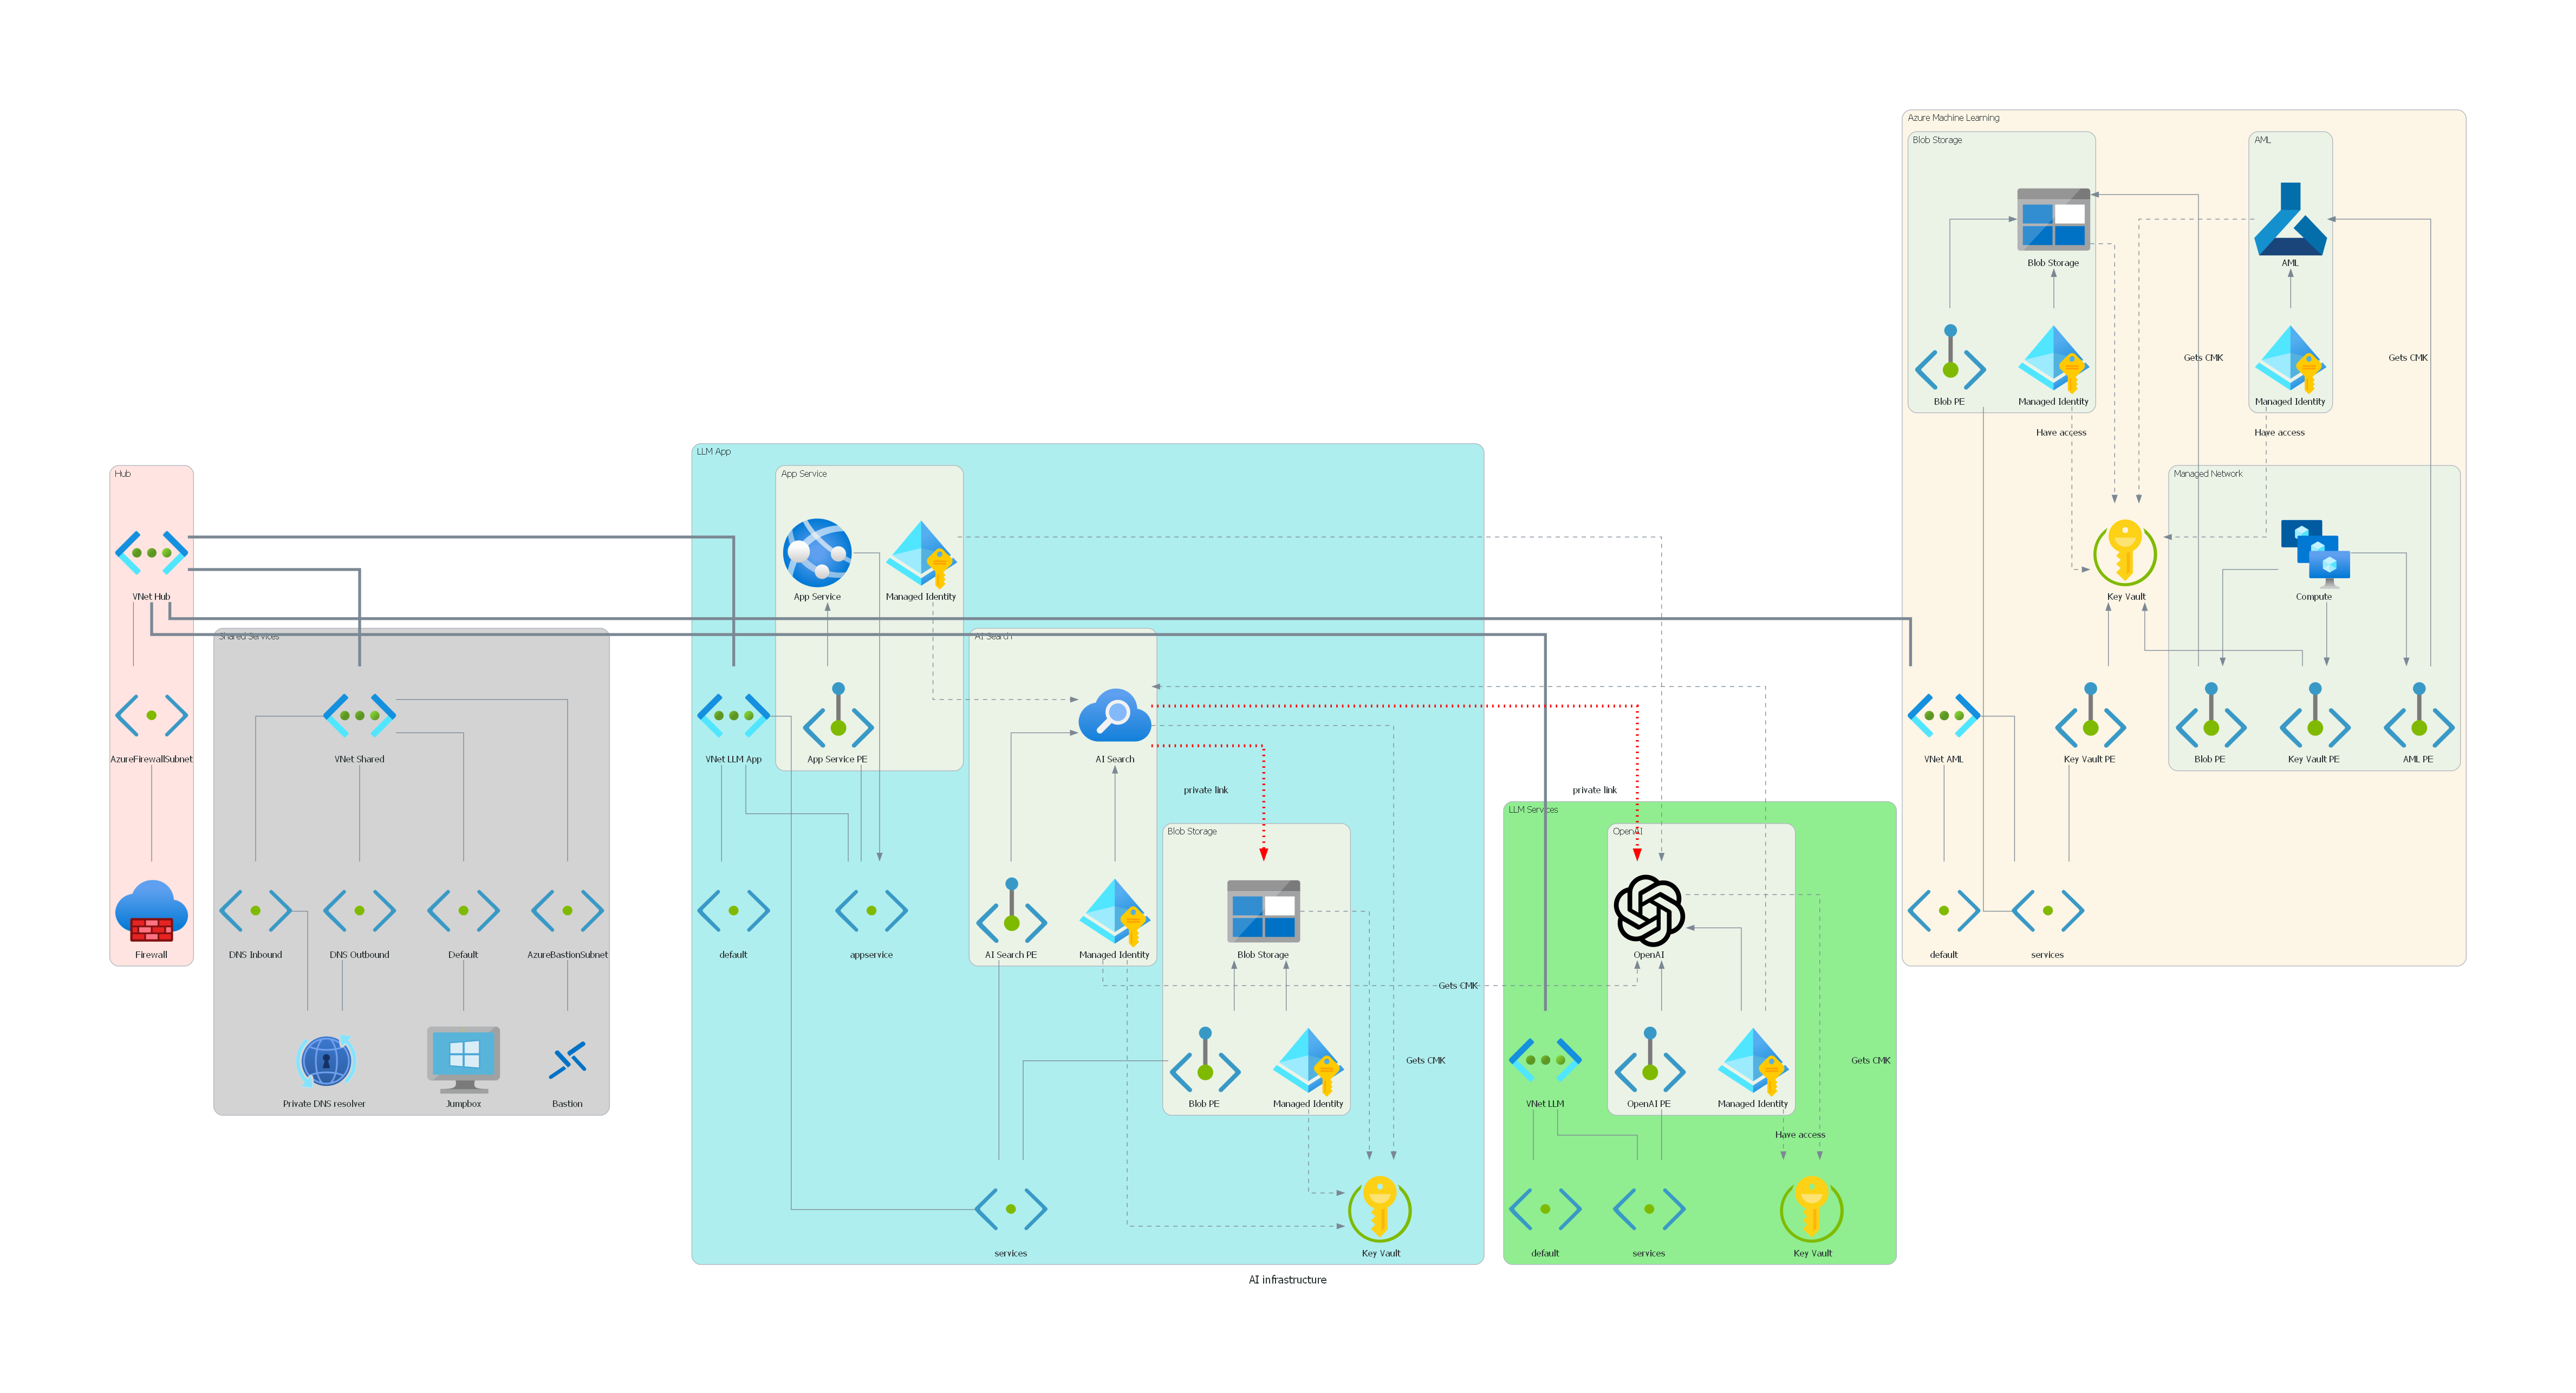 Azure Machine Learning
Blob Storage
AML
Blob Storage
AML
Gets CMK
Gets CMK
Blob PE
Managed Identity
Managed Identity
Have access
Have access
Managed Network
Key Vault
Compute
VNet AML
Key Vault PE
Blob PE
Key Vault PE
AML PE
default
services
Hub
VNet Hub
AzureFirewallSubnet
Firewall
Shared Services
VNet Shared
DNS Inbound
DNS Outbound
Default
AzureBastionSubnet
Private DNS resolver
Jumpbox
Bastion
LLM App
App Service
App Service
Managed Identity
AI Search
VNet LLM App
App Service PE
AI Search
private link
Blob Storage
default
appservice
AI Search PE
Managed Identity
Blob Storage
Gets CMK
Gets CMK
Blob PE
Managed Identity
services
Key Vault
private link
LLM Services
OpenAI
OpenAI
Gets CMK
VNet LLM
OpenAI PE
Managed Identity
Have access
default
services
Key Vault
AI infrastructure